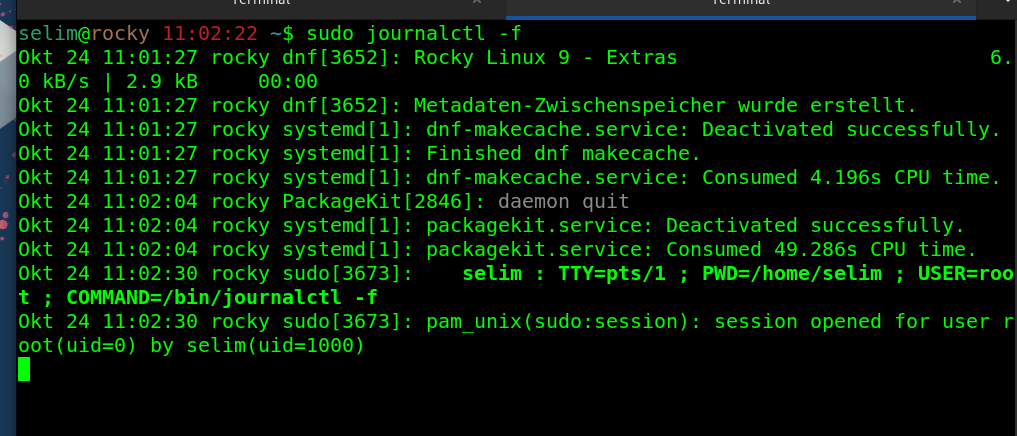 Terminal
Terminal
selim@rocky 11:02:22 ~$ sudo journalctl -f
Okt 24 11:01:27 rocky dnf[3652]: Rocky Linux 9 - Extras                          6.
0 kB/s | 2.9 kB     00:00
Okt 24 11:01:27 rocky dnf[3652]: Metadaten-Zwischenspeicher wurde erstellt.
Okt 24 11:01:27 rocky systemd[1]: dnf-makecache.service: Deactivated successfully.
Okt 24 11:01:27 rocky systemd[1]: Finished dnf makecache.
Okt 24 11:01:27 rocky systemd[1]: dnf-makecache.service: Consumed 4.196s CPU time.
Okt 24 11:02:04 rocky PackageKit[2846]: daemon quit
Okt 24 11:02:04 rocky systemd[1]: packagekit.service: Deactivated successfully.
Okt 24 11:02:04 rocky systemd[1]: packagekit.service: Consumed 49.286s CPU time.
Okt 24 11:02:30 rocky sudo[3673]:    selim : TTY=pts/1 ; PWD=/home/selim ; USER=roo
t ; COMMAND=/bin/journalctl -f
Okt 24 11:02:30 rocky sudo[3673]: pam_unix(sudo:session): session opened for user r
oot(uid=0) by selim(uid=1000)